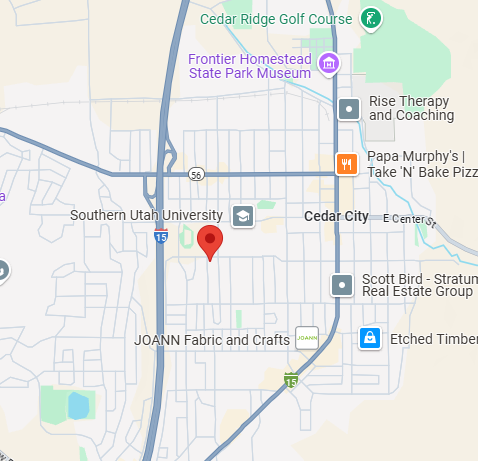 Cedar Ridge Golf Course
Frontier Homestead
State Park Museum
Rise Therapy
and Coaching
56
Papa Murphy's |
Take 'N' Bake Pizz
a
Southern Utah University
Cedar City
E Center St
15
Scott Bird - Stratum
Real Estate Group
JOANN Fabric and Crafts
JOANN
Etched Timber
15